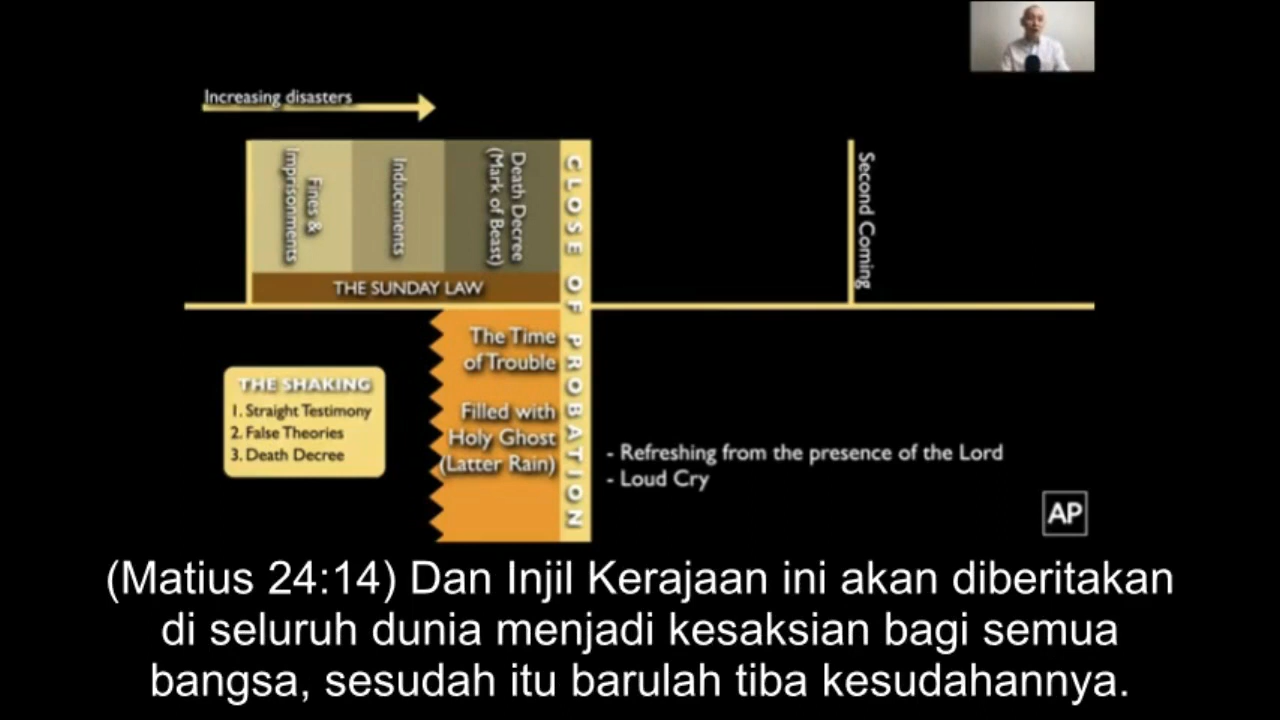 Increasing disasters
Fines &
Imprisonments
Inducements
Death Decree
(Mark of Beast)
CLOSE OF PROBATION
Second Coming
THE SUNDAY LAW
The Time
of Trouble
Filled with
Holy Ghost
(Latter Rain)
THE SHAKING
1. Straight Testimony
2. False Theories
3. Death Decree
- Refreshing from the presence of the Lord
- Loud Cry
AP
(Matius 24:14) Dan Injil Kerajaan ini akan diberitakan
di seluruh dunia menjadi kesaksian bagi semua
bangsa, sesudah itu barulah tiba kesudahannya.